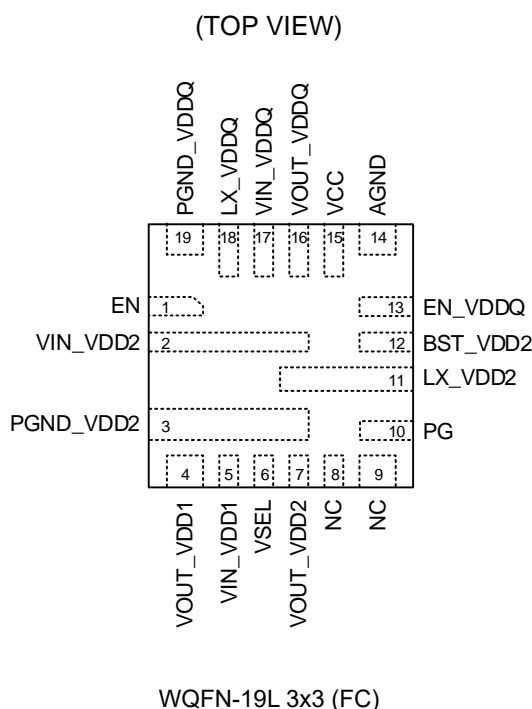 (TOP VIEW)
PGND_VDDQ
LX_VDDQ
VIN_VDDQ
VOUT_VDDQ
VCC
AGND
19
18
17
16
15
14
EN
1
13
EN_VDDQ
VIN_VDD2
2
12
BST_VDD2
11
LX_VDD2
PGND_VDD2
3
10
PG
4
5
6
7
8
9
VOUT_VDD1
VIN_VDD1
VSEL
VOUT_VDD2
NC
NC
WQFN-19L 3x3 (FC)